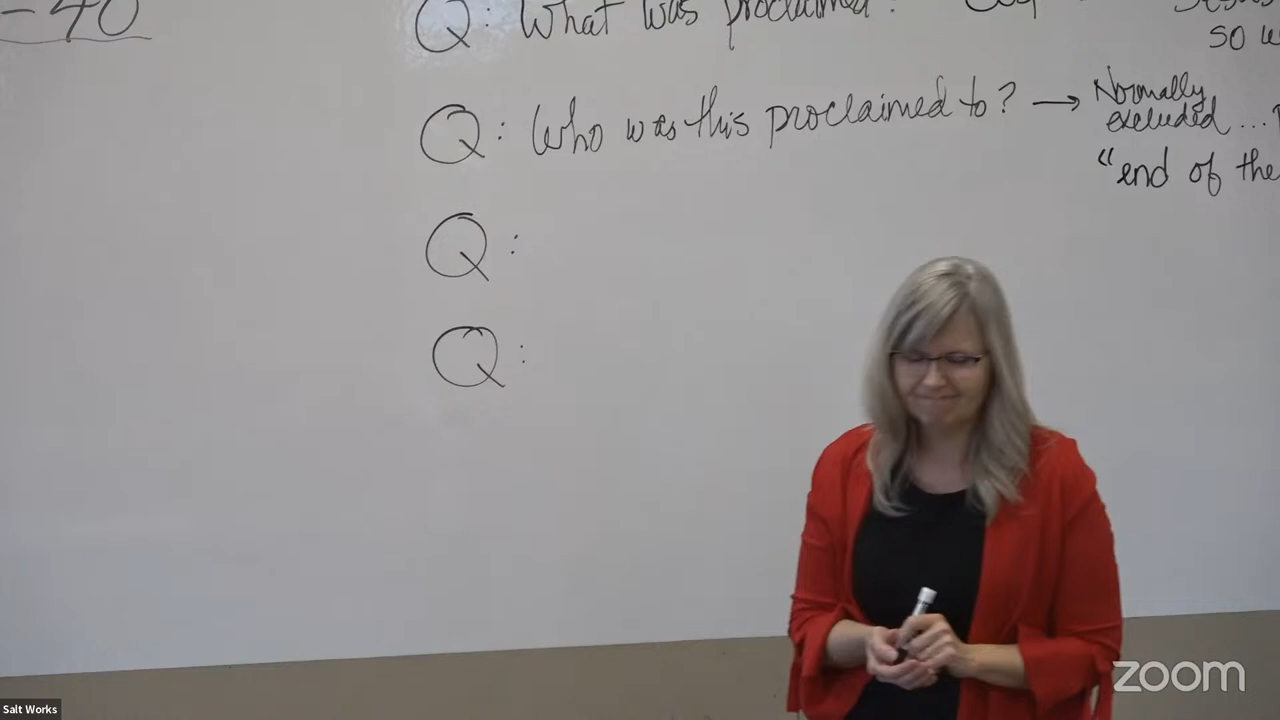 - 40
Q: What was proclaimed?
so
Q: Who was this proclaimed to? → Normally
excluded...
"end of the
Q:
Q:
zoom
Salt Works